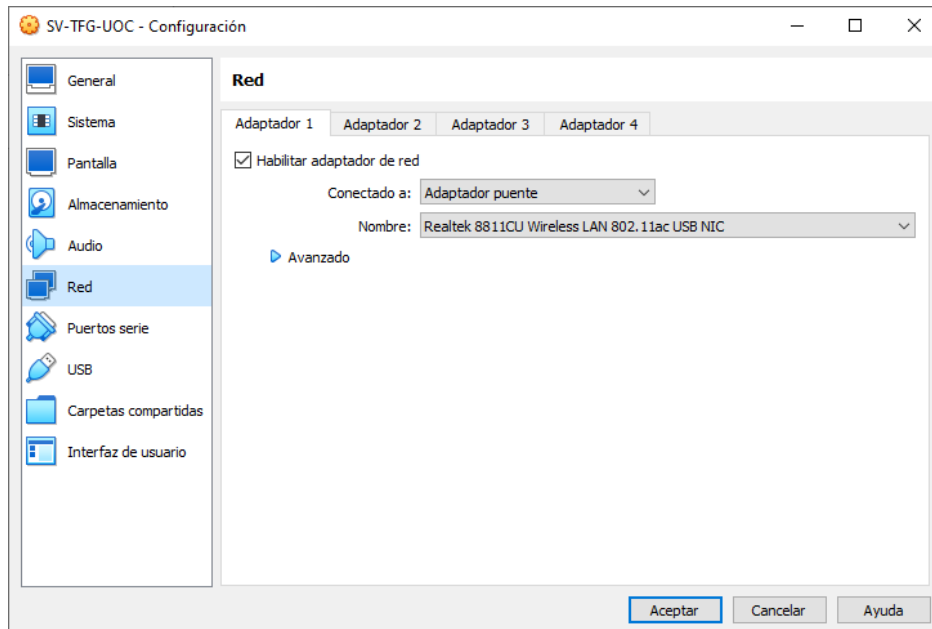 SV-TFG-UOC - Configuración
General
Sistema
Pantalla
Almacenamiento
Audio
Red
Puertos serie
USB
Carpetas compartidas
Interfaz de usuario
Red
Adaptador 1 Adaptador 2 Adaptador 3 Adaptador 4
Habilitar adaptador de red
Conectado a: Adaptador puente
Nombre: Realtek 8811CU Wireless LAN 802.11ac USB NIC
Avanzado
Aceptar Cancelar Ayuda